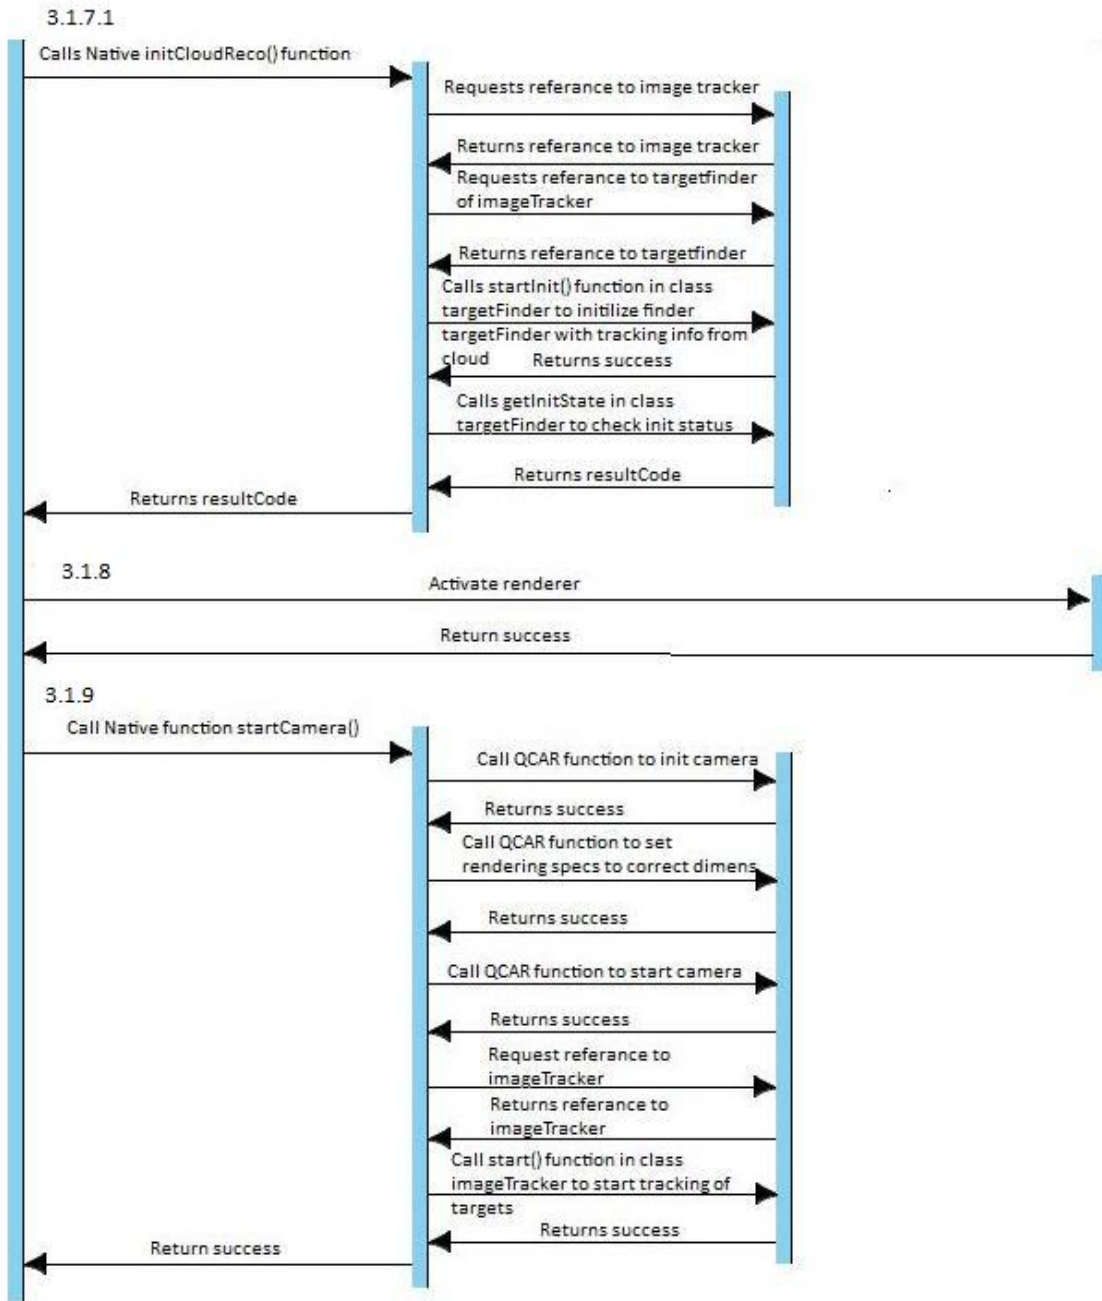 3.1.7.1
Calls Native initCloudReco() function
Requests referance to image tracker
Returns referance to image tracker
Requests referance to targetfinder
of imageTracker
Returns referance to targetfinder
Calls startInit() function in class
targetFinder to initilize finder
targetFinder with tracking info from
cloud
Returns success
Calls getInitState in class
targetFinder to check init status
Returns resultCode
Returns resultCode
3.1.8
Activate renderer
Return success
3.1.9
Call Native function startCamera()
Call QCAR function to init camera
Returns success
Call QCAR function to set
rendering specs to correct dimens
Returns success
Call QCAR function to start camera
Returns success
Request referance to
imageTracker
Returns referance to
imageTracker
Call start() function in class
imageTracker to start tracking of
targets
Returns success
Return success